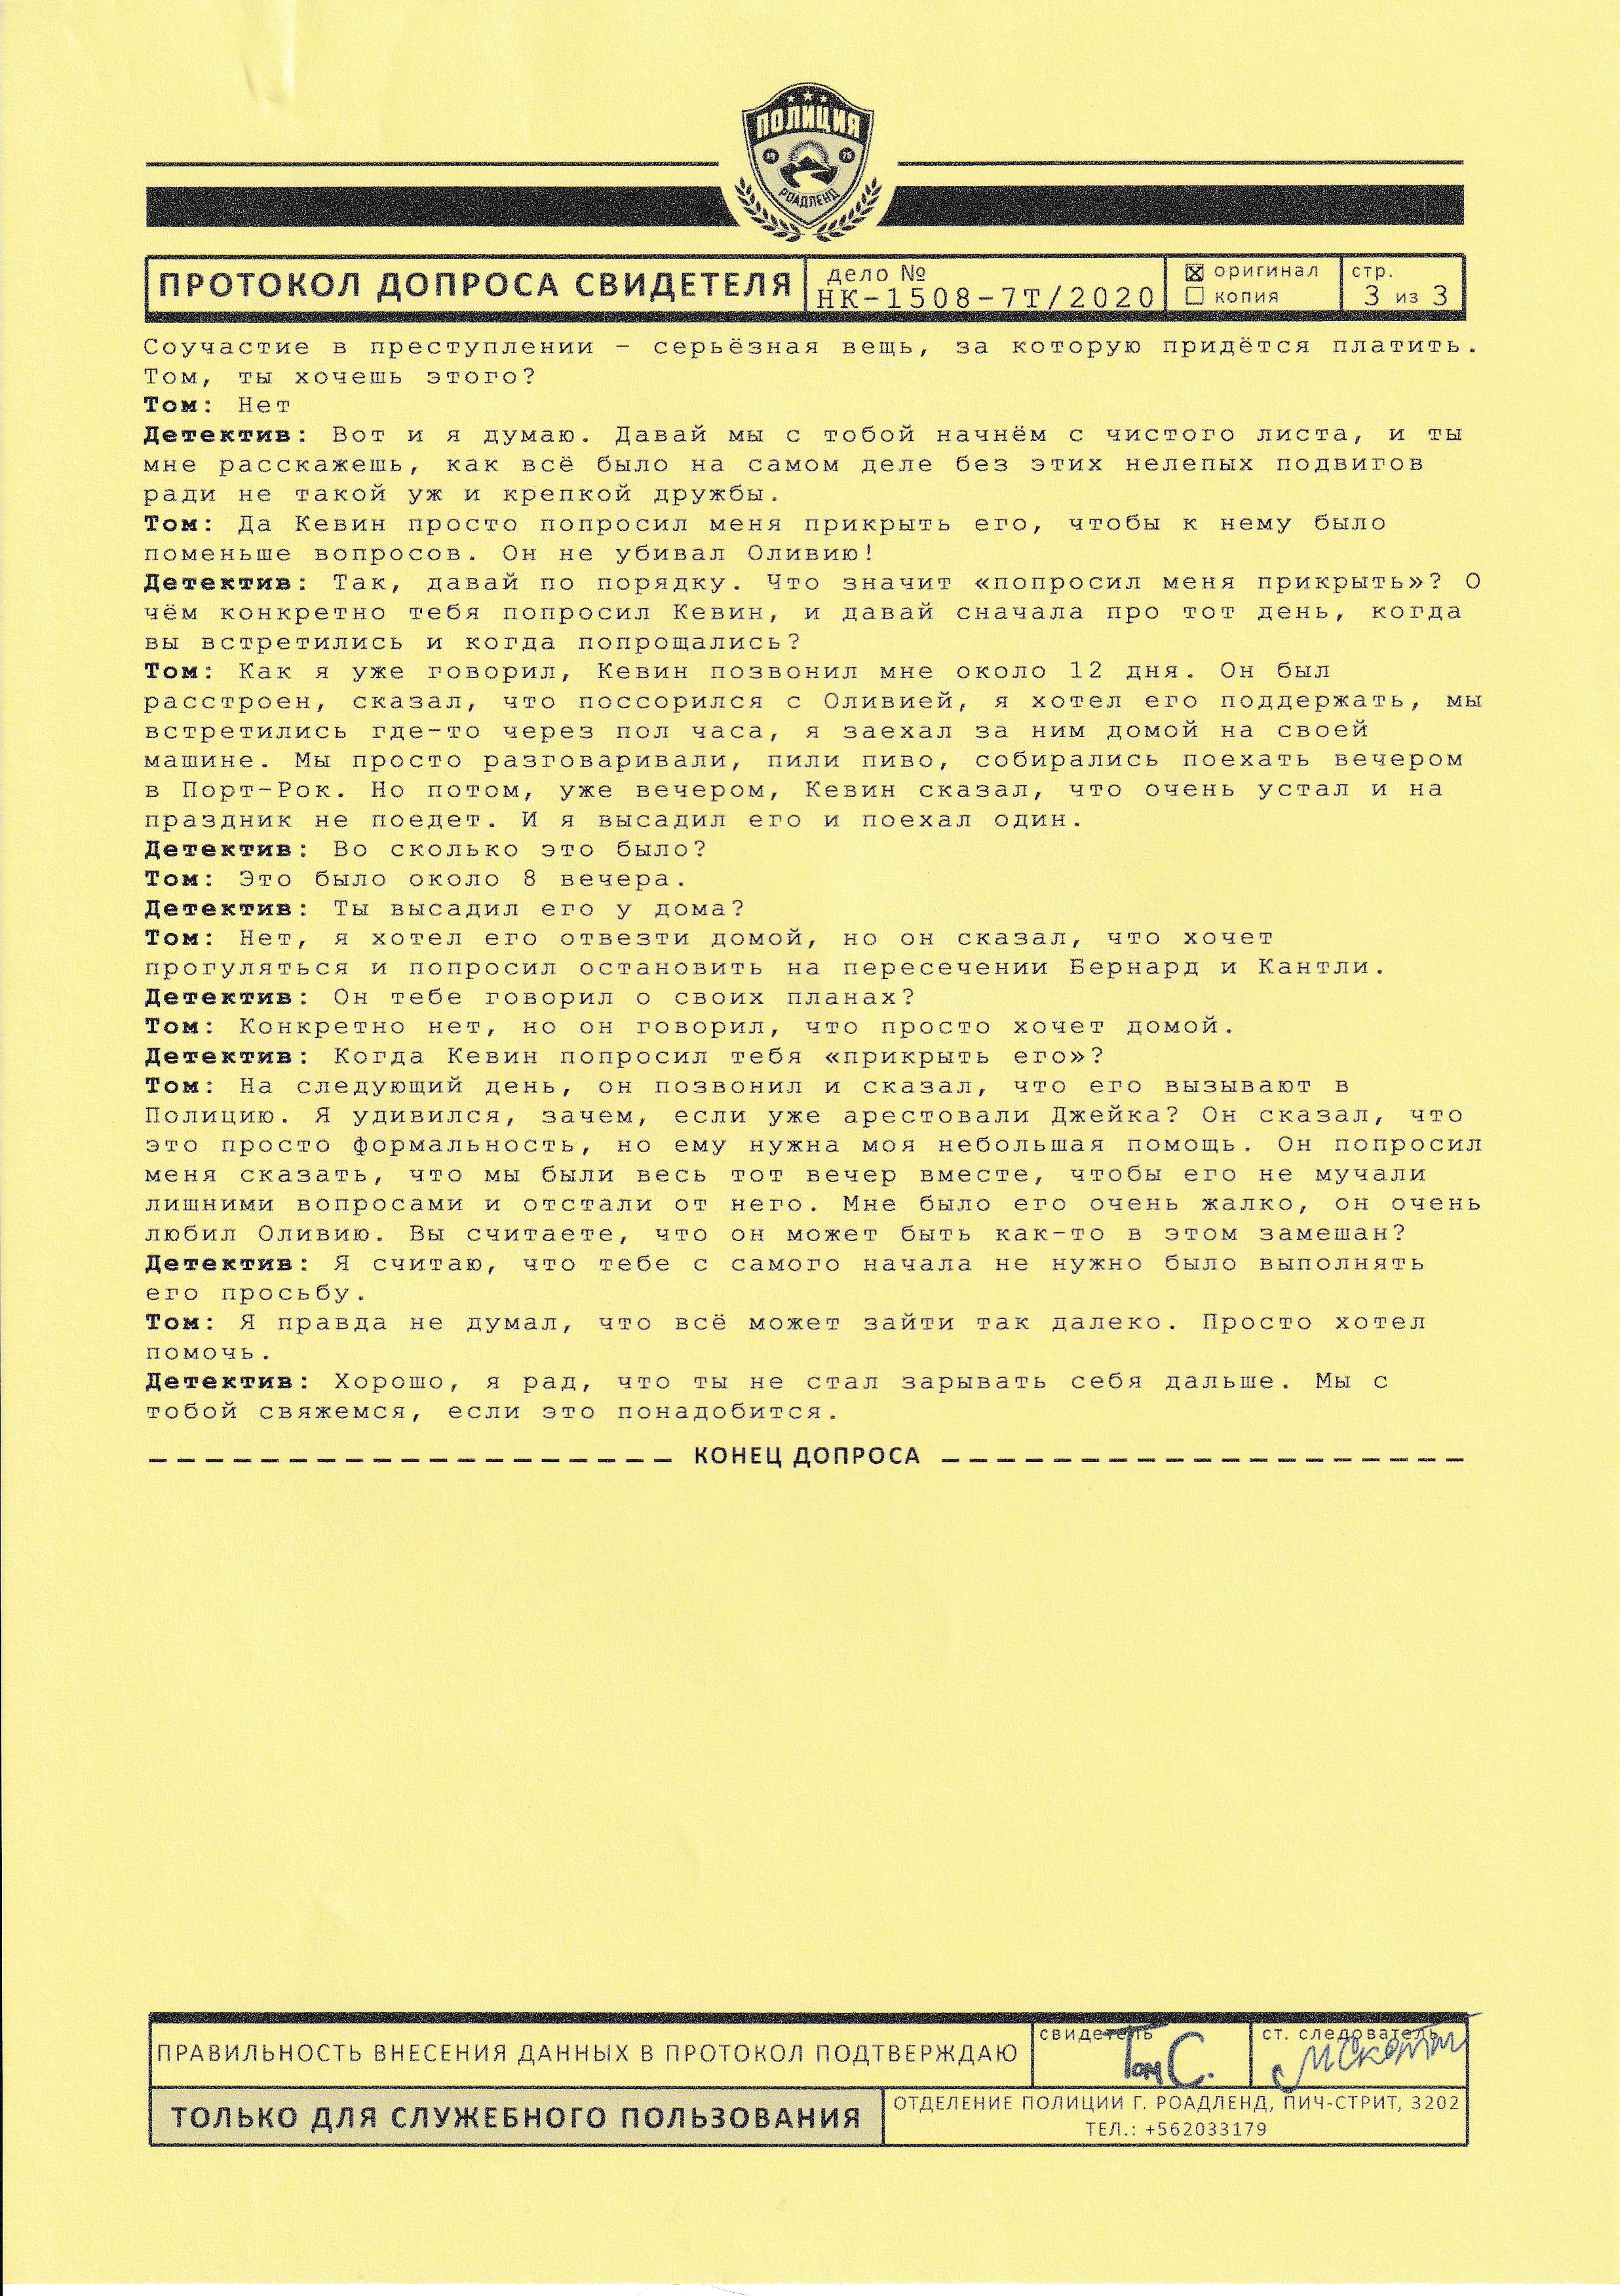 ПОЛИЦИЯ
19 76
РОАДЛЕНД
ПРОТОКОЛ ДОПРОСА СВИДЕТЕЛЯ
дело №
НК-1508-7Т/2020
оригинал
копия
стр.
3 из 3
Соучастие в преступлении – серьёзная вещь, за которую придётся платить.
Том, ты хочешь этого?
Том: Нет
Детектив: Вот и я думаю. Давай мы с тобой начнём с чистого листа, и ты
мне расскажешь, как всё было на самом деле без этих нелепых подвигов
ради не такой уж и крепкой дружбы.
Том: Да Кевин просто попросил меня прикрыть его, чтобы к нему было
поменьше вопросов. Он не убивал Оливию!
Детектив: Так, давай по порядку. Что значит «попросил меня прикрыть»? О
чём конкретно тебя попросил Кевин, и давай сначала про тот день, когда
вы встретились и когда попрощались?
Том: Как я уже говорил, Кевин позвонил мне около 12 дня. Он был
расстроен, сказал, что поссорился с Оливией, я хотел его поддержать, мы
встретились где-то через пол часа, я заехал за ним домой на своей
машине. Мы просто разговаривали, пили пиво, собирались поехать вечером
в Порт-Рок. Но потом, уже вечером, Кевин сказал, что очень устал и на
праздник не поедет. И я высадил его и поехал один.
Детектив: Во сколько это было?
Том: Это было около 8 вечера.
Детектив: Ты высадил его у дома?
Том: Нет, я хотел его отвезти домой, но он сказал, что хочет
прогуляться и попросил остановить на пересечении Бернард и Кантли.
Детектив: Он тебе говорил о своих планах?
Том: Конкретно нет, но он говорил, что просто хочет домой.
Детектив: Когда Кевин попросил тебя «прикрыть его»?
Том: На следующий день, он позвонил и сказал, что его вызывают в
Полицию. Я удивился, зачем, если уже арестовали Джейка? Он сказал, что
это просто формальность, но ему нужна моя небольшая помощь. Он попросил
меня сказать, что мы были весь тот вечер вместе, чтобы его не мучали
лишними вопросами и отстали от него. Мне было его очень жалко, он очень
любил Оливию. Вы считаете, что он может быть как-то в этом замешан?
Детектив: Я считаю, что тебе с самого начала не нужно было выполнять
его просьбу.
Том: Я правда не думал, что всё может зайти так далеко. Просто хотел
помочь.
Детектив: Хорошо, я рад, что ты не стал зарывать себя дальше. Мы с
тобой свяжемся, если это понадобится.
КОНЕЦ ДОПРОСА
ПРАВИЛЬНОСТЬ ВНЕСЕНИЯ ДАННЫХ В ПРОТОКОЛ ПОДТВЕРЖДАЮ
свидетель
Том С.
ст. следователь
МСкотт
ТОЛЬКО ДЛЯ СЛУЖЕБНОГО ПОЛЬЗОВАНИЯ
ОТДЕЛЕНИЕ ПОЛИЦИИ Г. РОАДЛЕНД, ПИЧ-СТРИТ, 3202
ТЕЛ.: +562033179